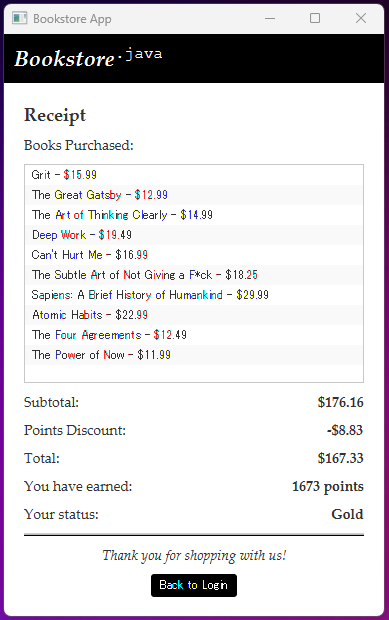 Bookstore App
Bookstore.java
Receipt
Books Purchased:
Grit - $15.99
The Great Gatsby - $12.99
The Art of Thinking Clearly - $14.99
Deep Work - $19.49
Can't Hurt Me - $16.99
The Subtle Art of Not Giving a F*ck - $18.25
Sapiens: A Brief History of Humankind - $29.99
Atomic Habits - $22.99
The Four Agreements - $12.49
The Power of Now - $11.99
Subtotal: $176.16
Points Discount: -$8.83
Total: $167.33
You have earned: 1673 points
Your status: Gold
Thank you for shopping with us!
Back to Login